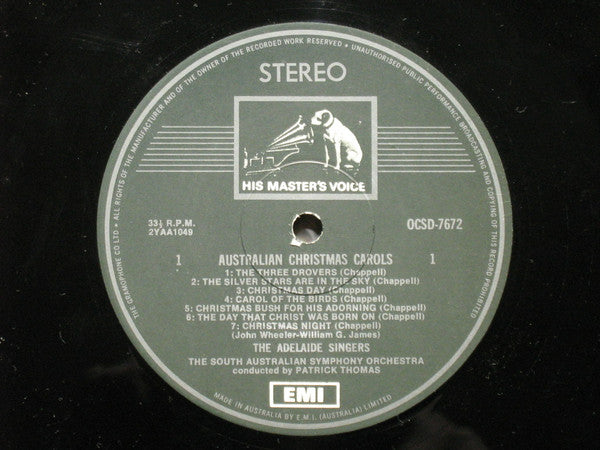 • ALL RIGHTS OF THE MANUFACTURER AND OF THE OWNER OF THE RECORDED WORK RESERVED • UNAUTHORISED PUBLIC PERFORMANCE BROADCASTING AND COPYING OF THIS RECORD PROHIBITED
THE GRAMOPHONE CO LTD
STEREO
HIS MASTER'S VOICE
33⅓ R.P.M.
2YAA1049
OCSD-7672
1 AUSTRALIAN CHRISTMAS CAROLS 1
1: THE THREE DROVERS (Chappell)
2: THE SILVER STARS ARE IN THE SKY (Chappell)
3: CHRISTMAS DAY (Chappell)
4: CAROL OF THE BIRDS (Chappell)
5: CHRISTMAS BUSH FOR HIS ADORNING (Chappell)
6: THE DAY THAT CHRIST WAS BORN ON (Chappell)
7: CHRISTMAS NIGHT (Chappell)
(John Wheeler-William G. James)
THE ADELAIDE SINGERS
THE SOUTH AUSTRALIAN SYMPHONY ORCHESTRA
conducted by PATRICK THOMAS
EMI
MADE IN AUSTRALIA BY E.M.I. (AUSTRALIA) LIMITED